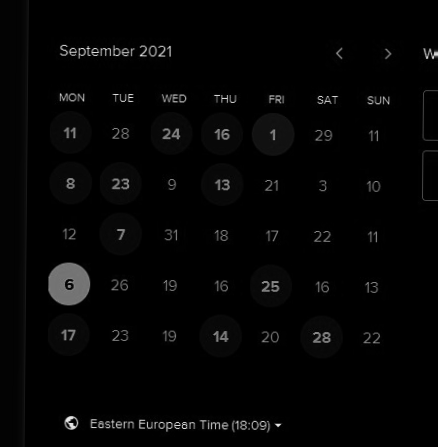 September 2021
MON TUE WED THU FRI SAT SUN
11 28 24 16 1 29 11
8 23 9 13 21 3 10
12 7 31 18 17 22 11
6 26 19 16 25 16 13
17 23 19 14 20 28 22
Eastern European Time (18:09)